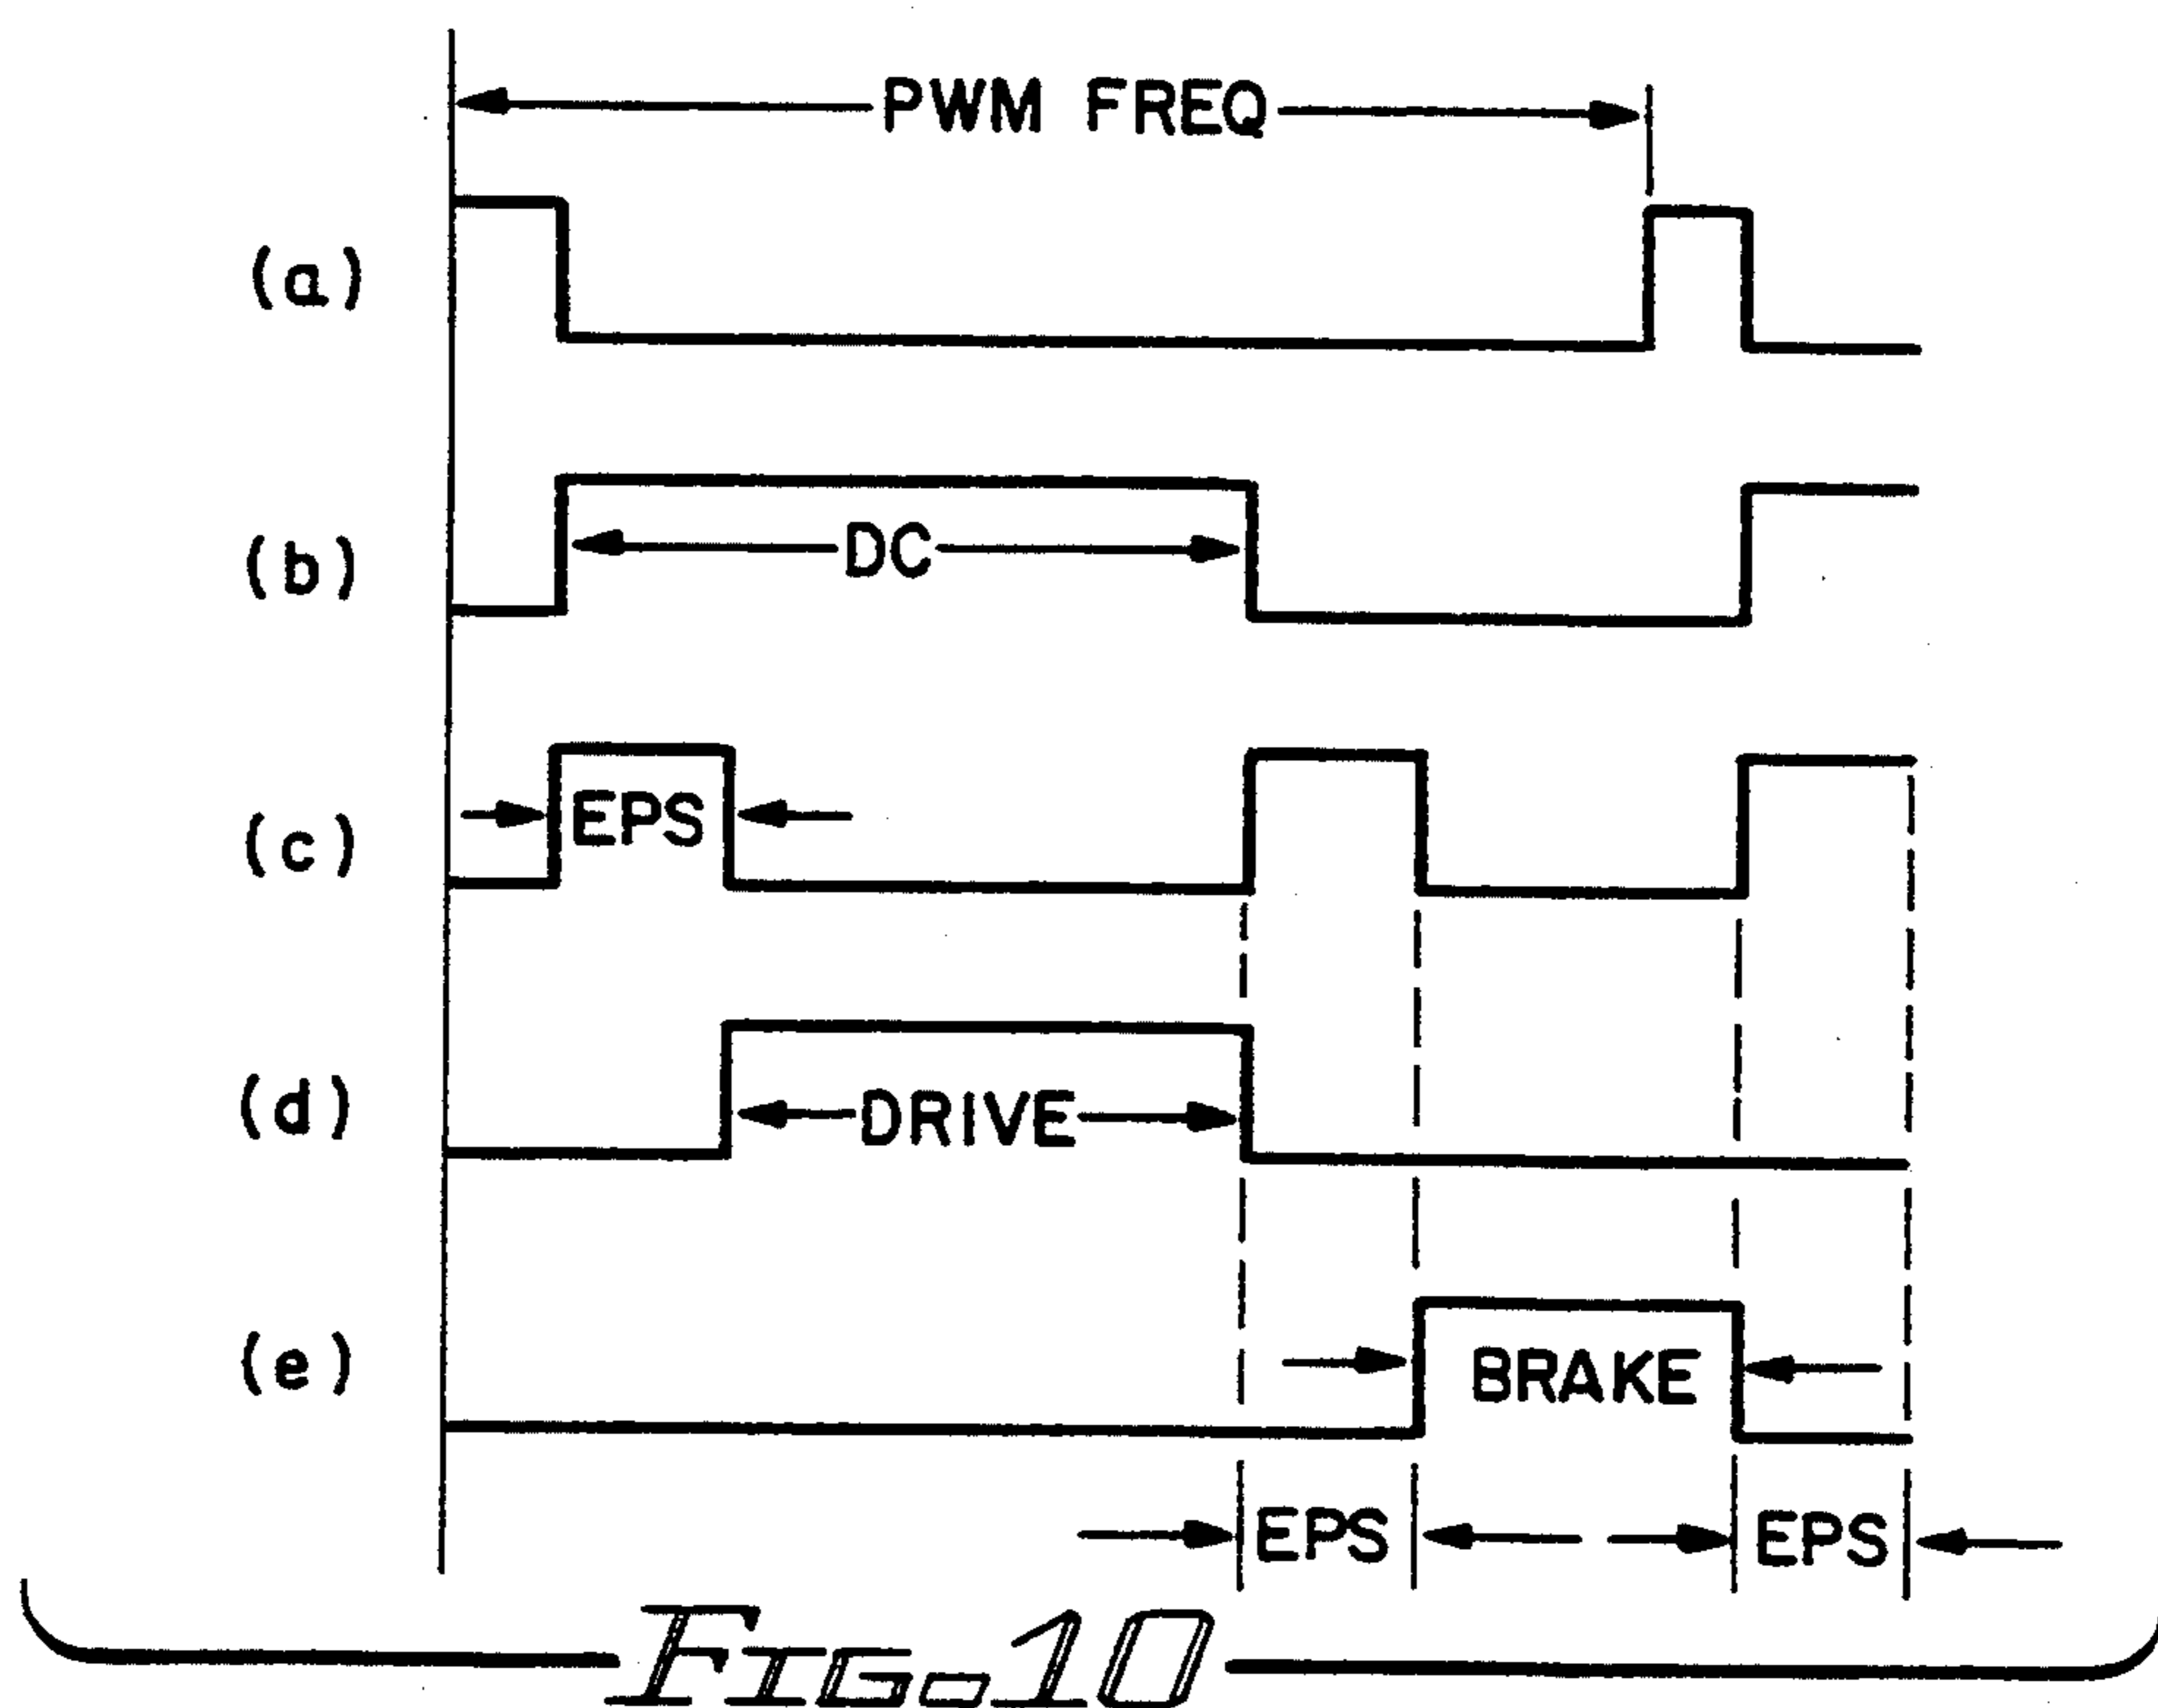 PWM FREQ
(a)
(b)
DC
(c)
EPS
(d)
DRIVE
(e)
BRAKE
EPS
EPS
FIG.10